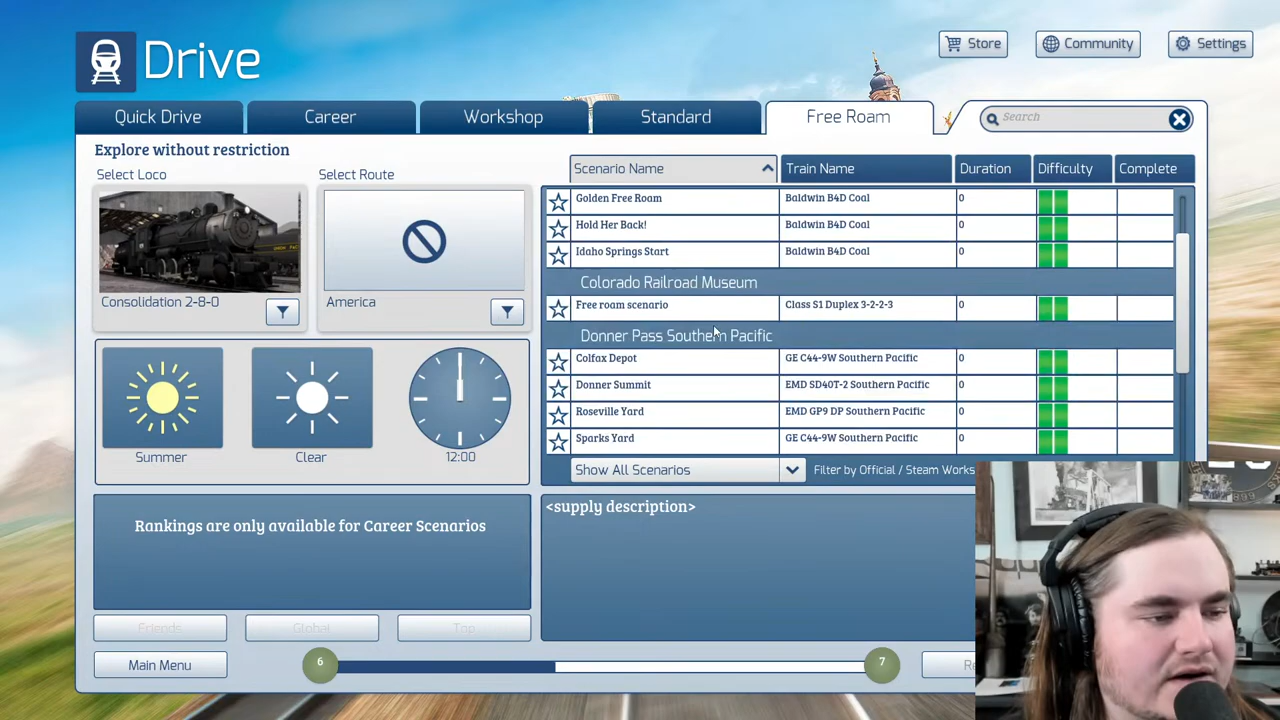 Drive
Store
Community
Settings
Quick Drive
Career
Workshop
Standard
Free Roam
Search
Explore without restriction
Select Loco
Select Route
Consolidation 2-8-0
America
Summer
Clear
12:00
Scenario Name
Train Name
Duration
Difficulty
Complete
Golden Free Roam
Baldwin B4D Coal
0
Hold Her Back!
Baldwin B4D Coal
0
Idaho Springs Start
Baldwin B4D Coal
0
Colorado Railroad Museum
Free roam scenario
Class S1 Duplex 3-2-2-3
0
Donner Pass Southern Pacific
Colfax Depot
GE C44-9W Southern Pacific
0
Donner Summit
EMD SD40T-2 Southern Pacific
0
Roseville Yard
EMD GP9 DP Southern Pacific
0
Sparks Yard
GE C44-9W Southern Pacific
0
Show All Scenarios
Filter by Official / Steam Works
Rankings are only available for Career Scenarios
<supply description>
Friends
Global
Top
Main Menu
6
7
Re